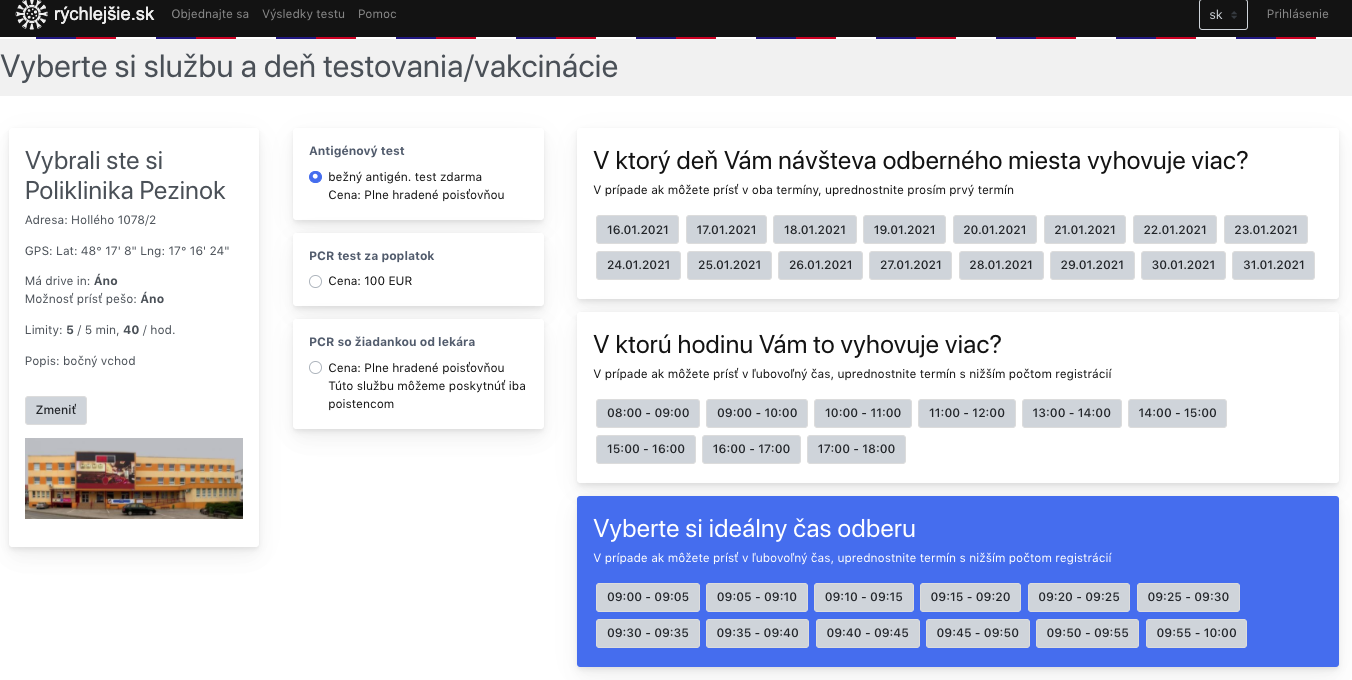 rýchlejšie.sk Objednajte sa Výsledky testu Pomoc sk Prihlásenie
Vyberte si službu a deň testovania/vakcinácie
Vybrali ste si
Poliklinika Pezinok
Adresa: Hollého 1078/2
GPS: Lat: 48° 17' 8" Lng: 17° 16' 24"
Má drive in: Áno
Možnosť prísť pešo: Áno
Limity: 5 / 5 min, 40 / hod.
Popis: bočný vchod
Zmeniť
Antigénový test
bežný antigén. test zdarma
Cena: Plne hradené poisťovňou
PCR test za poplatok
Cena: 100 EUR
PCR so žiadankou od lekára
Cena: Plne hradené poisťovňou
Túto službu môžeme poskytnúť iba
poistencom
V ktorý deň Vám návšteva odberného miesta vyhovuje viac?
V prípade ak môžete prísť v oba termíny, uprednostnite prosím prvý termín
16.01.2021 17.01.2021 18.01.2021 19.01.2021 20.01.2021 21.01.2021 22.01.2021 23.01.2021
24.01.2021 25.01.2021 26.01.2021 27.01.2021 28.01.2021 29.01.2021 30.01.2021 31.01.2021
V ktorú hodinu Vám to vyhovuje viac?
V prípade ak môžete prísť v ľubovoľný čas, uprednostnite termín s nižším počtom registrácií
08:00 - 09:00 09:00 - 10:00 10:00 - 11:00 11:00 - 12:00 13:00 - 14:00 14:00 - 15:00
15:00 - 16:00 16:00 - 17:00 17:00 - 18:00
Vyberte si ideálny čas odberu
V prípade ak môžete prísť v ľubovoľný čas, uprednostnite termín s nižším počtom registrácií
09:00 - 09:05 09:05 - 09:10 09:10 - 09:15 09:15 - 09:20 09:20 - 09:25 09:25 - 09:30
09:30 - 09:35 09:35 - 09:40 09:40 - 09:45 09:45 - 09:50 09:50 - 09:55 09:55 - 10:00